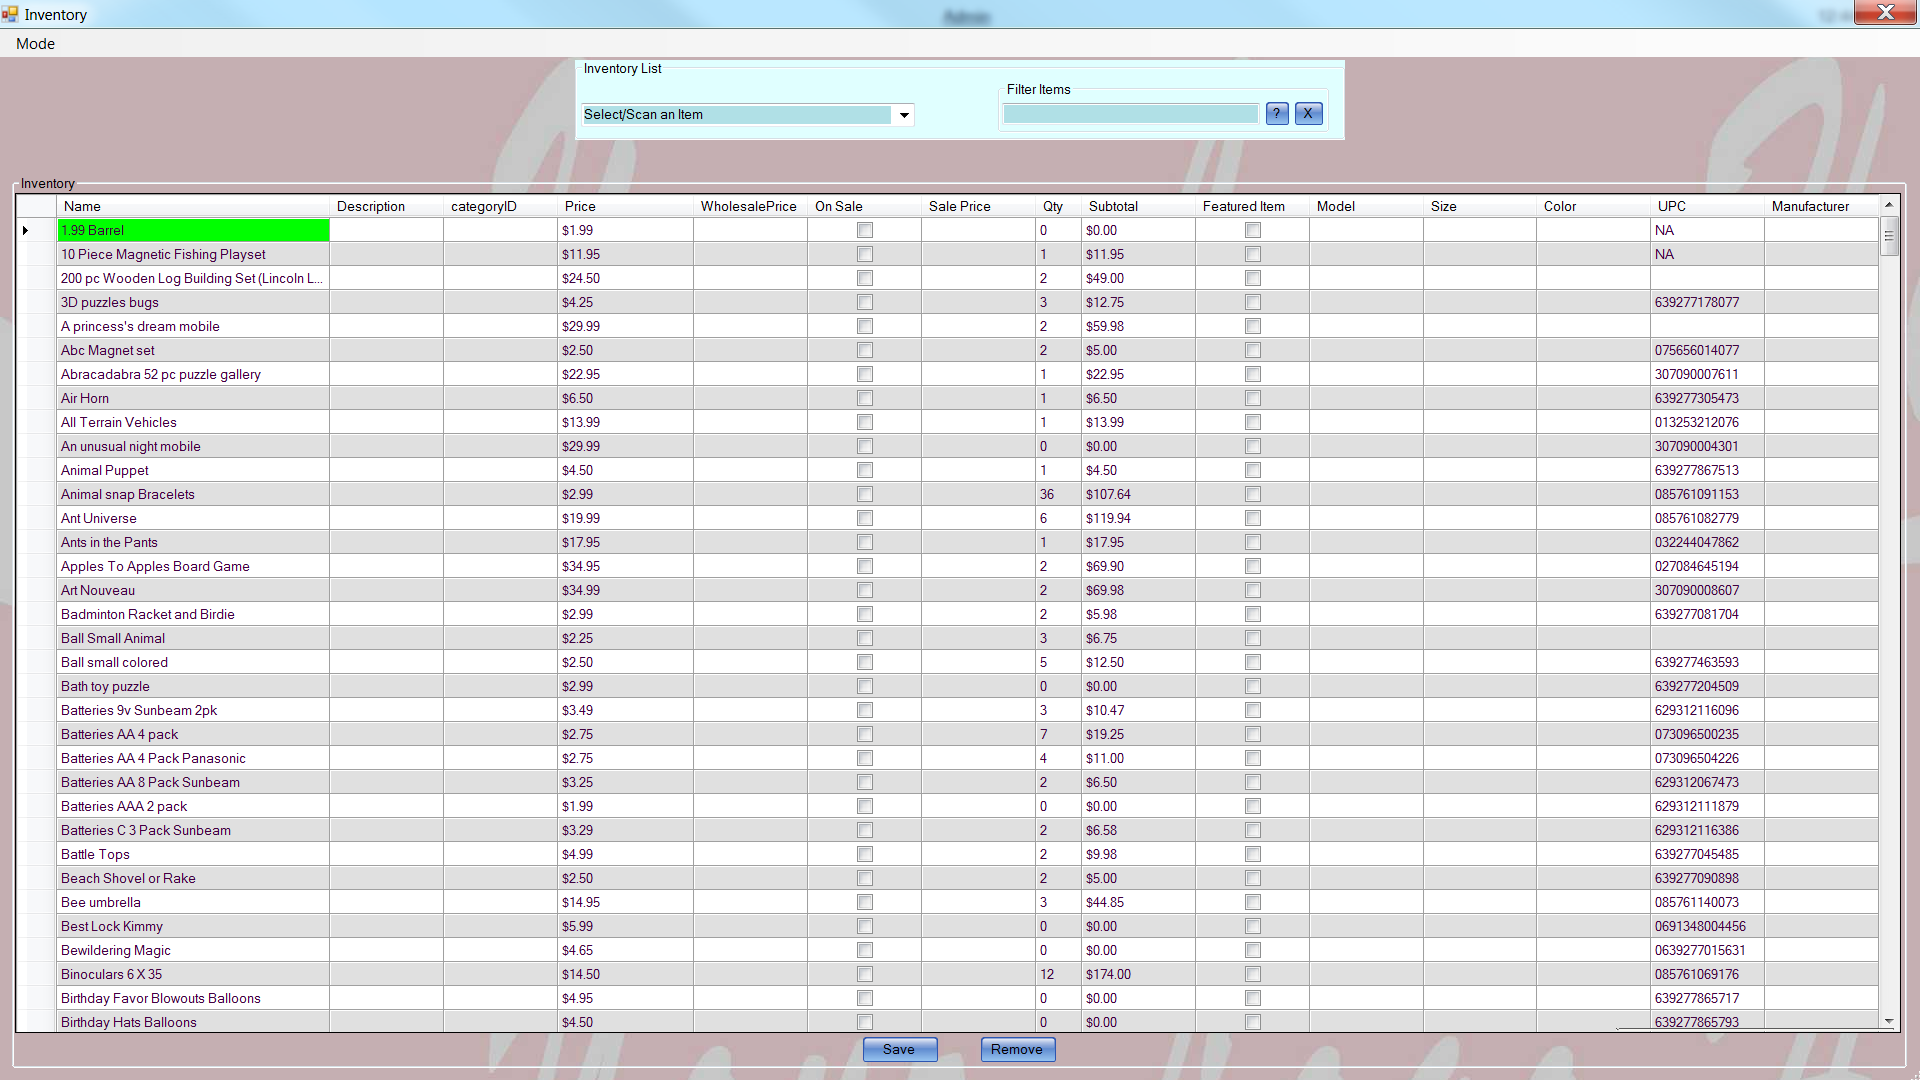 Inventory
Admin
Mode
Inventory List
Select/Scan an Item
Filter Items
? X
Inventory
Name Description categoryID Price WholesalePrice On Sale Sale Price Qty Subtotal Featured Item Model Size Color UPC Manufacturer
1.99 Barrel $1.99 0 $0.00 NA
10 Piece Magnetic Fishing Playset $11.95 1 $11.95 NA
200 pc Wooden Log Building Set (Lincoln L... $24.50 2 $49.00
3D puzzles bugs $4.25 3 $12.75 639277178077
A princess's dream mobile $29.99 2 $59.98
Abc Magnet set $2.50 2 $5.00 075656014077
Abracadabra 52 pc puzzle gallery $22.95 1 $22.95 307090007611
Air Horn $6.50 1 $6.50 639277305473
All Terrain Vehicles $13.99 1 $13.99 013253212076
An unusual night mobile $29.99 0 $0.00 307090004301
Animal Puppet $4.50 1 $4.50 639277867513
Animal snap Bracelets $2.99 36 $107.64 085761091153
Ant Universe $19.99 6 $119.94 085761082779
Ants in the Pants $17.95 1 $17.95 032244047862
Apples To Apples Board Game $34.95 2 $69.90 027084645194
Art Nouveau $34.99 2 $69.98 307090008607
Badminton Racket and Birdie $2.99 2 $5.98 639277081704
Ball Small Animal $2.25 3 $6.75
Ball small colored $2.50 5 $12.50 639277463593
Bath toy puzzle $2.99 0 $0.00 639277204509
Batteries 9v Sunbeam 2pk $3.49 3 $10.47 629312116096
Batteries AA 4 pack $2.75 7 $19.25 073096500235
Batteries AA 4 Pack Panasonic $2.75 4 $11.00 073096504226
Batteries AA 8 Pack Sunbeam $3.25 2 $6.50 629312067473
Batteries AAA 2 pack $1.99 0 $0.00 629312111879
Batteries C 3 Pack Sunbeam $3.29 2 $6.58 629312116386
Battle Tops $4.99 2 $9.98 639277045485
Beach Shovel or Rake $2.50 2 $5.00 639277090898
Bee umbrella $14.95 3 $44.85 085761140073
Best Lock Kimmy $5.99 0 $0.00 0691348004456
Bewildering Magic $4.65 0 $0.00 0639277015631
Binoculars 6 X 35 $14.50 12 $174.00 085761069176
Birthday Favor Blowouts Balloons $4.95 0 $0.00 639277865717
Birthday Hats Balloons $4.50 0 $0.00 639277865793
Save Remove